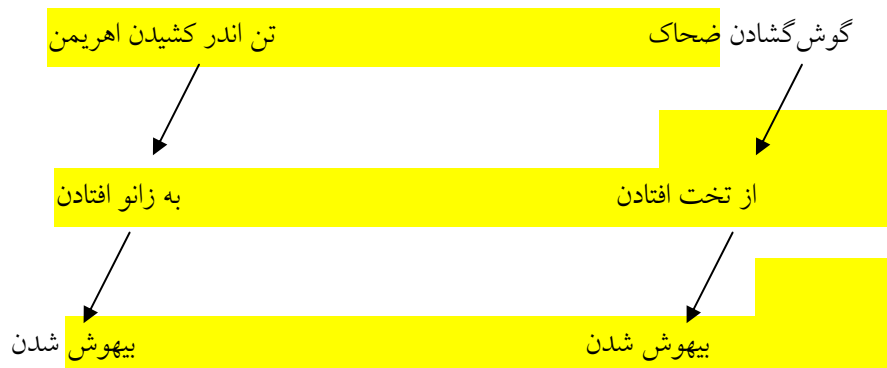 گوش‌گشادن ضحاک تن اندر کشیدن اهریمن
از تخت افتادن به زانو افتادن
بیهوش شدن بیهوش شدن